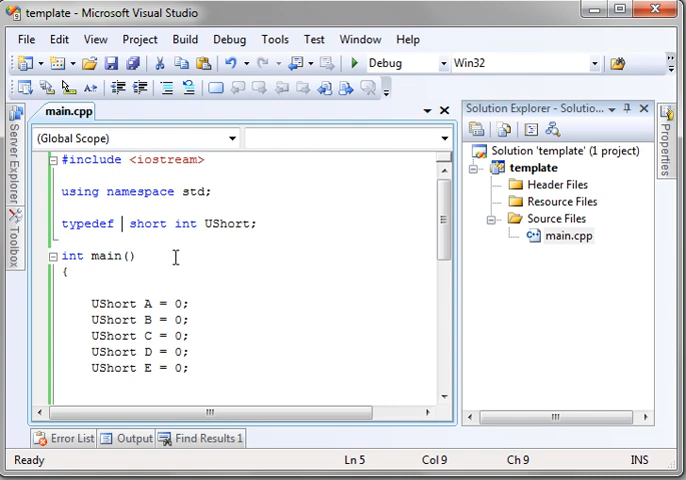 template - Microsoft Visual Studio
File Edit View Project Build Debug Tools Test Window Help
Debug Win32
main.cpp
(Global Scope)
#include <iostream>
using namespace std;
typedef  short int UShort;
int main()
{
UShort A = 0;
UShort B = 0;
UShort C = 0;
UShort D = 0;
UShort E = 0;
Server Explorer
Toolbox
Solution Explorer - Solutio...
Solution 'template' (1 project)
template
Header Files
Resource Files
Source Files
main.cpp
Properties
Error List Output Find Results 1
Ready Ln 5 Col 9 Ch 9 INS